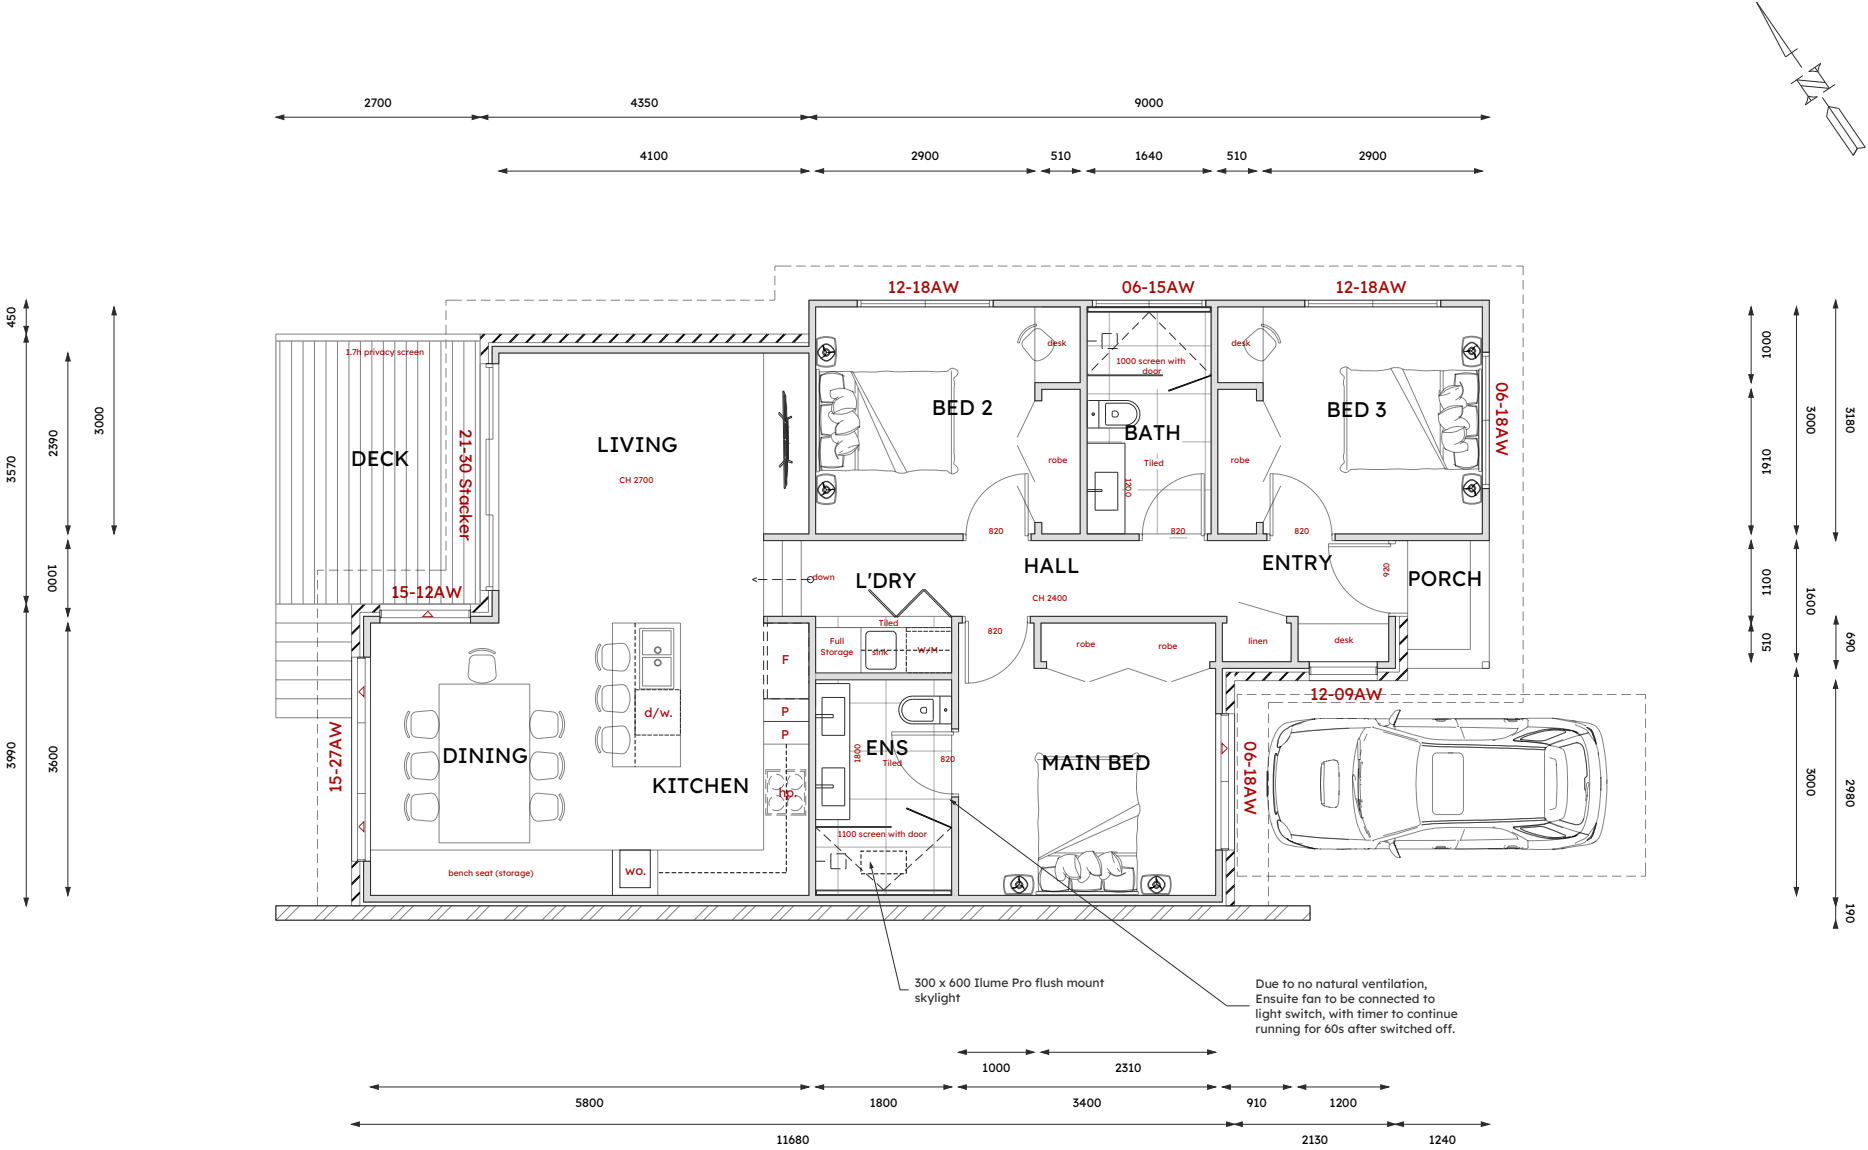 2700
4350
9000
4100
2900
510
1640
510
2900
12-18AW
06-15AW
12-18AW
450
3570
3990
2390
1000
3600
3000
1.7h privacy screen
DECK
21-30 Stacker
15-12AW
15-27AW
LIVING
CH 2700
desk
BED 2
robe
820
1000 screen with
door
BATH
Tiled
1200
820
desk
BED 3
robe
820
06-18AW
down
L'DRY
HALL
CH 2400
ENTRY
920
PORCH
Tiled
Full
Storage
sink
W/M
820
robe
robe
linen
desk
12-09AW
F
P
P
d/w.
DINING
KITCHEN
hp.
1800
ENS
Tiled
820
MAIN BED
06-18AW
1100 screen with door
bench seat (storage)
wo.
1000
1910
1100
510
3000
1600
3000
3180
690
2980
190
300 x 600 Ilume Pro flush mount
skylight
Due to no natural ventilation,
Ensuite fan to be connected to
light switch, with timer to continue
running for 60s after switched off.
1000
2310
5800
1800
3400
910
1200
11680
2130
1240